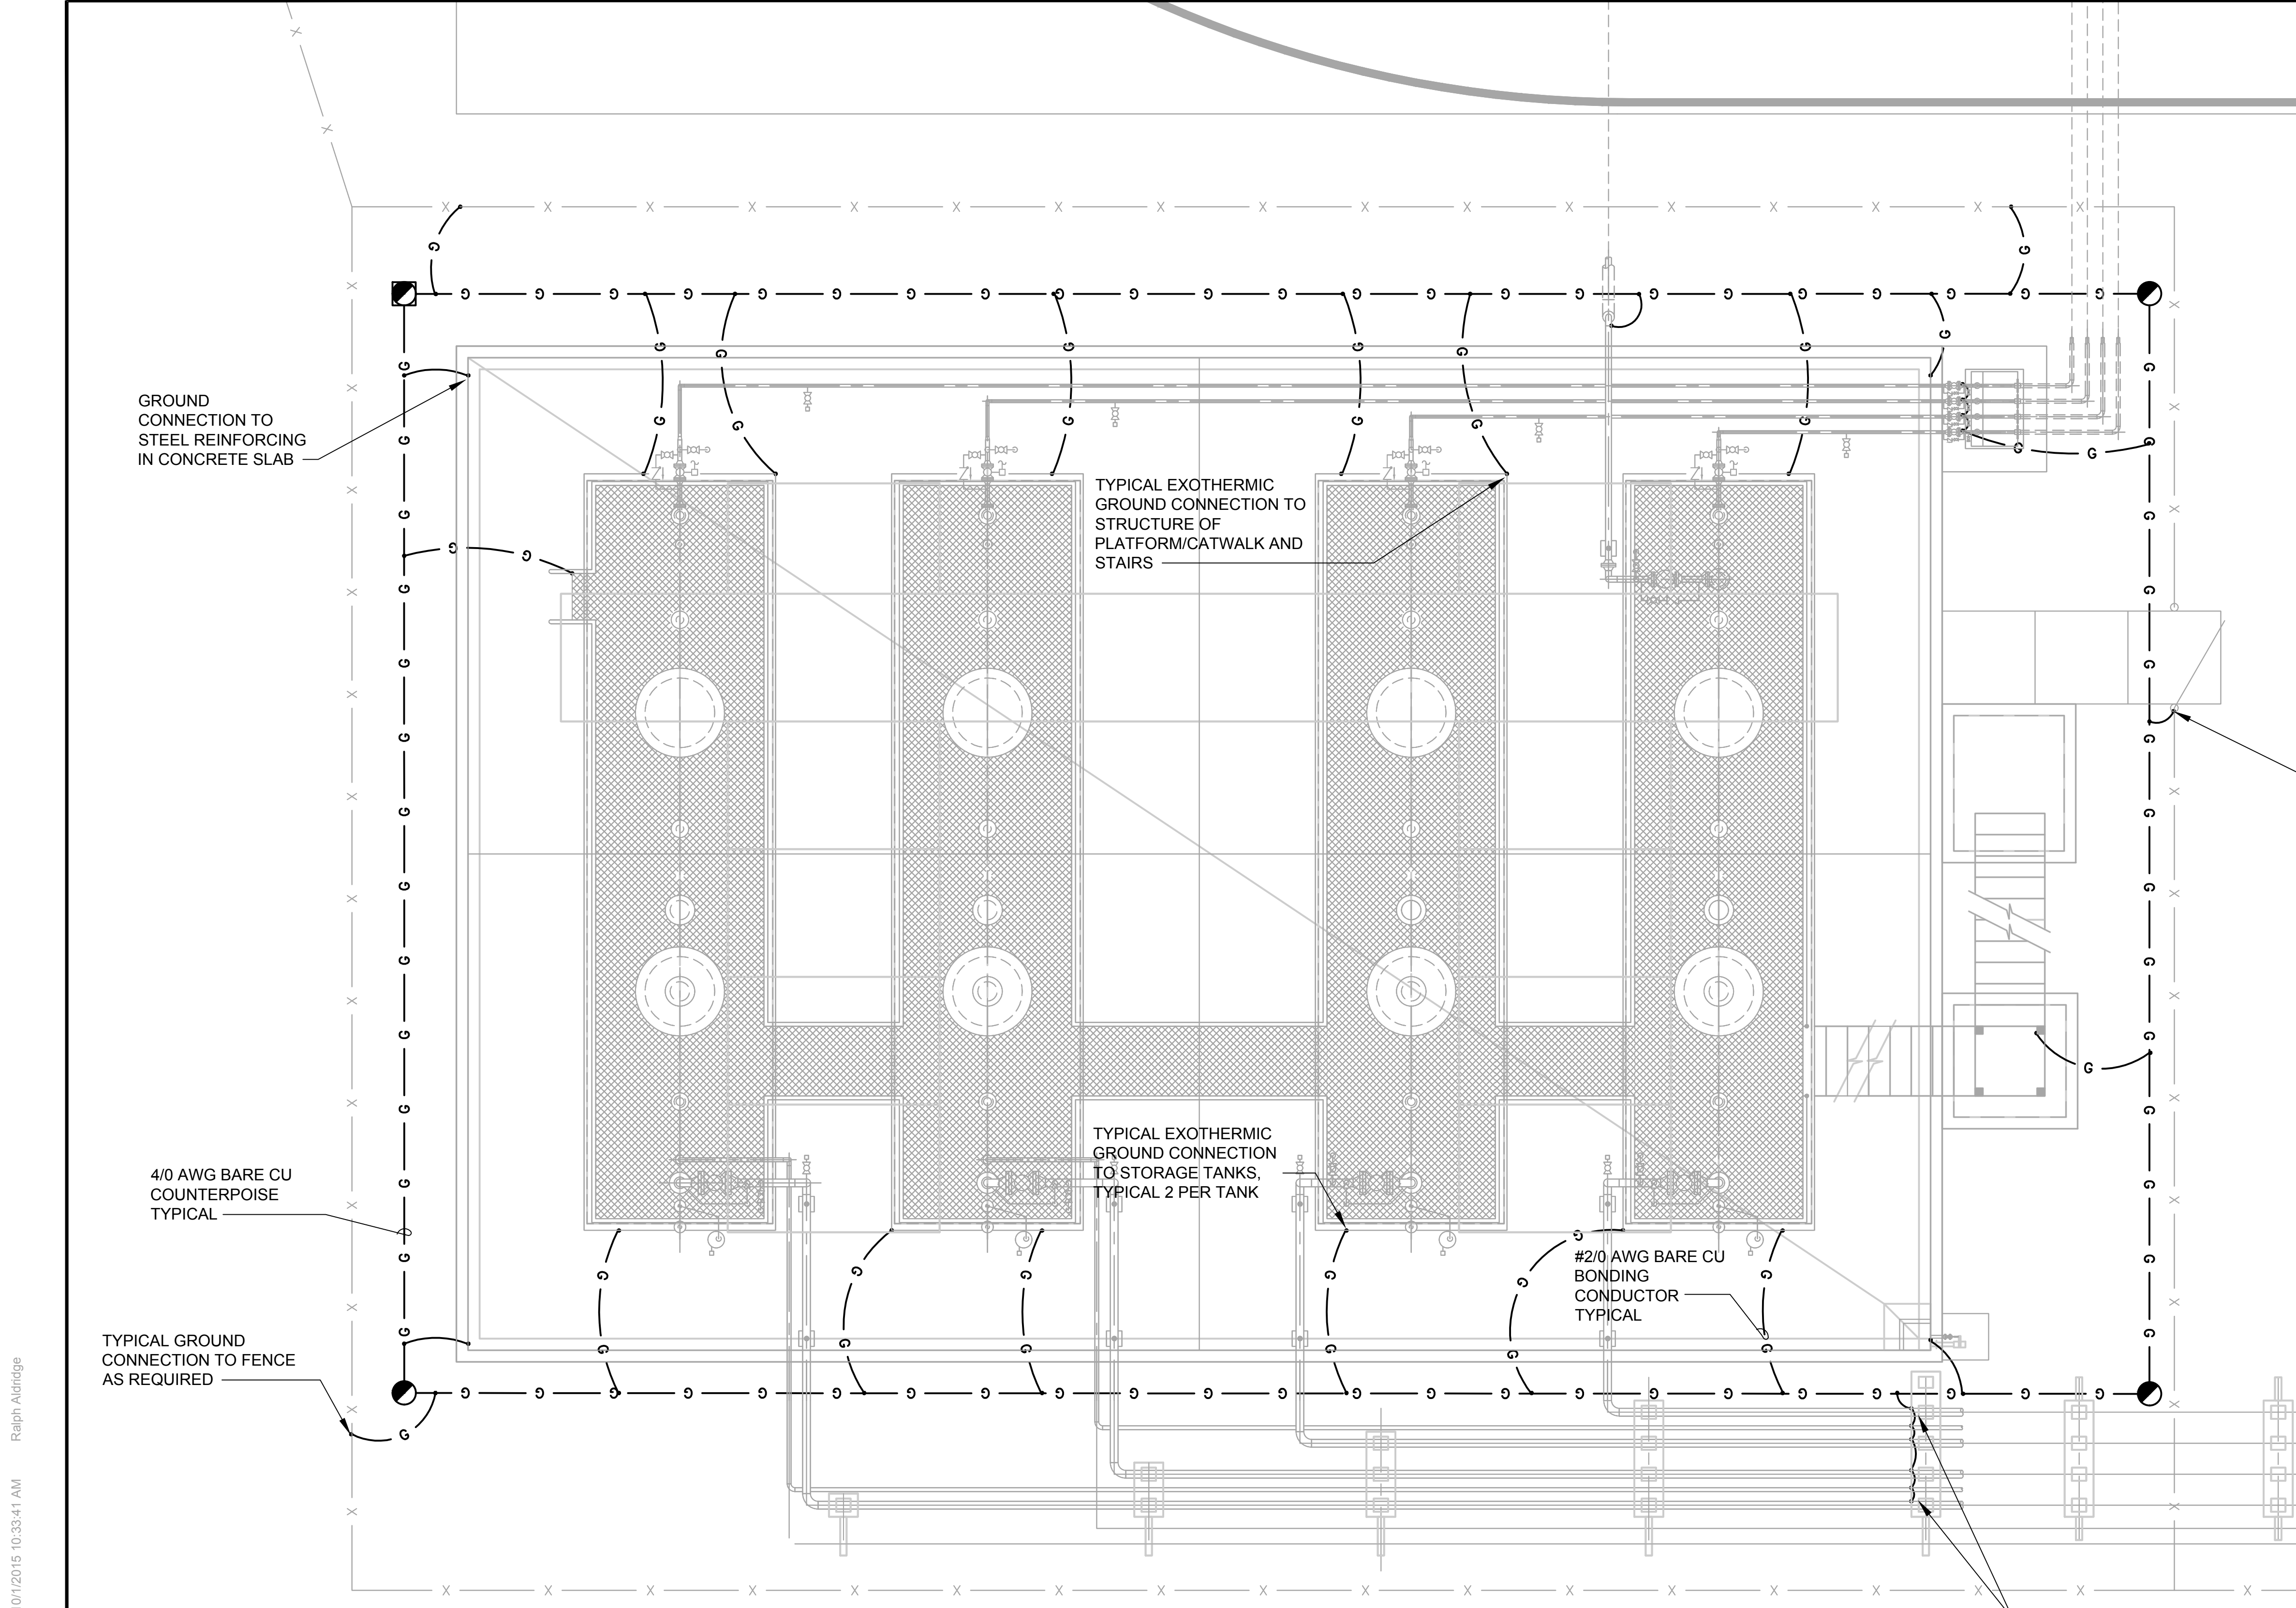 GROUND
CONNECTION TO
STEEL REINFORCING
IN CONCRETE SLAB
TYPICAL EXOTHERMIC
GROUND CONNECTION TO
STRUCTURE OF
PLATFORM/CATWALK AND
STAIRS
TYPICAL EXOTHERMIC
GROUND CONNECTION
TO STORAGE TANKS,
TYPICAL 2 PER TANK
4/0 AWG BARE CU
COUNTERPOISE
TYPICAL
#2/0 AWG BARE CU
BONDING
CONDUCTOR
TYPICAL
TYPICAL GROUND
CONNECTION TO FENCE
AS REQUIRED
10/1/2015 10:33:41 AM Ralph Aldridge